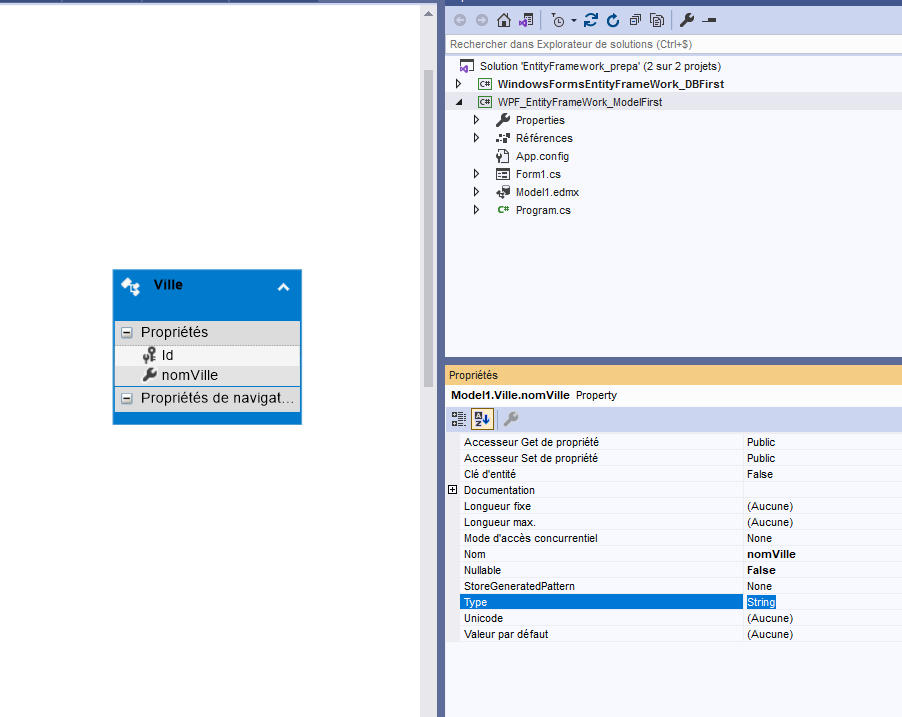 Rechercher dans Explorateur de solutions (Ctrl+$)
Solution 'EntityFramework_prepa' (2 sur 2 projets)
C# WindowsFormsEntityFrameWork_DBFirst
C# WPF_EntityFrameWork_ModelFirst
Properties
Références
App.config
Form1.cs
Model1.edmx
C# Program.cs
Ville
Propriétés
Id
nomVille
Propriétés de navigat...
Propriétés
Model1.Ville.nomVille Property
Accesseur Get de propriété Public
Accesseur Set de propriété Public
Clé d'entité False
Documentation
Longueur fixe (Aucune)
Longueur max. (Aucune)
Mode d'accès concurrentiel None
Nom nomVille
Nullable False
StoreGeneratedPattern None
Type String
Unicode (Aucune)
Valeur par défaut (Aucune)